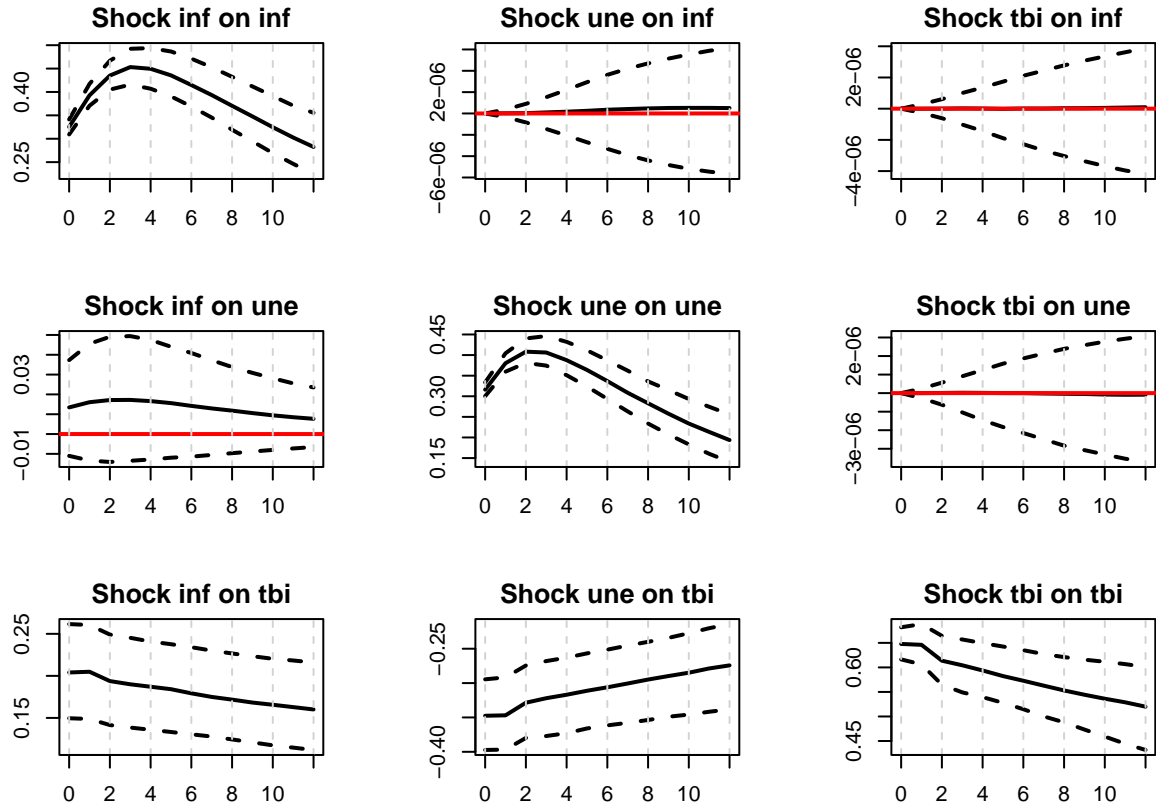 Shock inf on inf
0.25 0.40
0 2 4 6 8 10
Shock une on inf
−6e−06 2e−06
0 2 4 6 8 10
Shock tbi on inf
−4e−06 2e−06
0 2 4 6 8 10
Shock inf on une
−0.01 0.03
0 2 4 6 8 10
Shock une on une
0.15 0.30 0.45
0 2 4 6 8 10
Shock tbi on une
−3e−06 2e−06
0 2 4 6 8 10
Shock inf on tbi
0.15 0.25
0 2 4 6 8 10
Shock une on tbi
−0.40 −0.25
0 2 4 6 8 10
Shock tbi on tbi
0.45 0.60
0 2 4 6 8 10